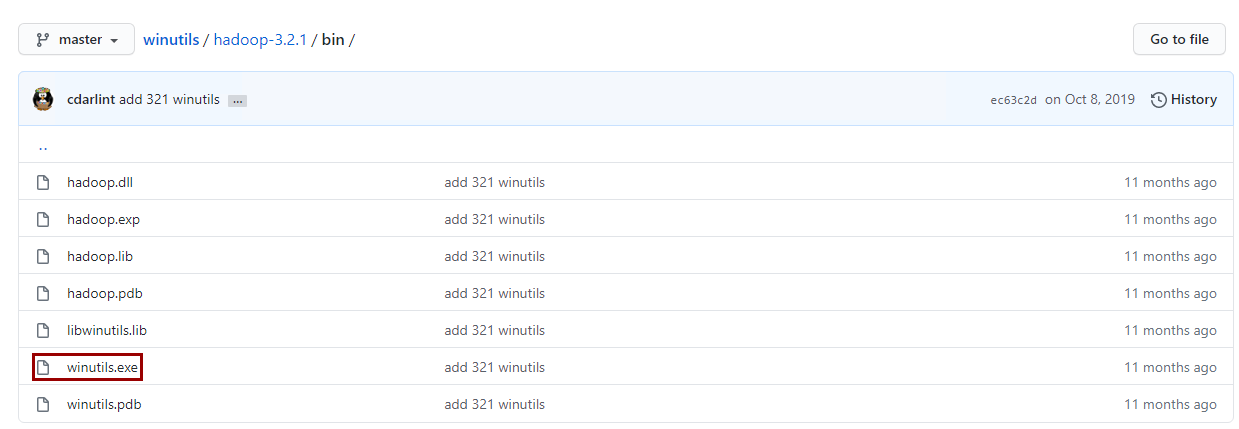 master winutils / hadoop-3.2.1 / bin / Go to file
cdarlint add 321 winutils ... ec63c2d on Oct 8, 2019 History
..
hadoop.dll add 321 winutils 11 months ago
hadoop.exp add 321 winutils 11 months ago
hadoop.lib add 321 winutils 11 months ago
hadoop.pdb add 321 winutils 11 months ago
libwinutils.lib add 321 winutils 11 months ago
winutils.exe add 321 winutils 11 months ago
winutils.pdb add 321 winutils 11 months ago